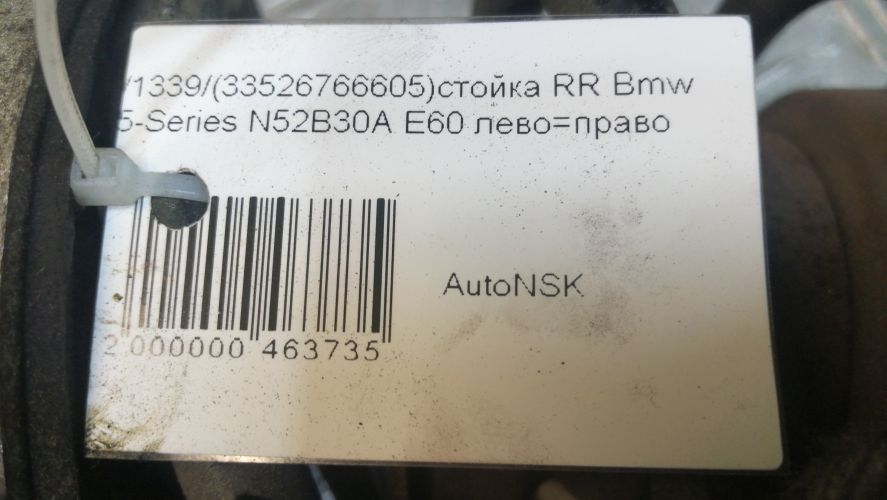 /1339/(33526766605)стойка RR Bmw
5-Series N52B30A E60 лево=право
AutoNSK
2 000000 463735